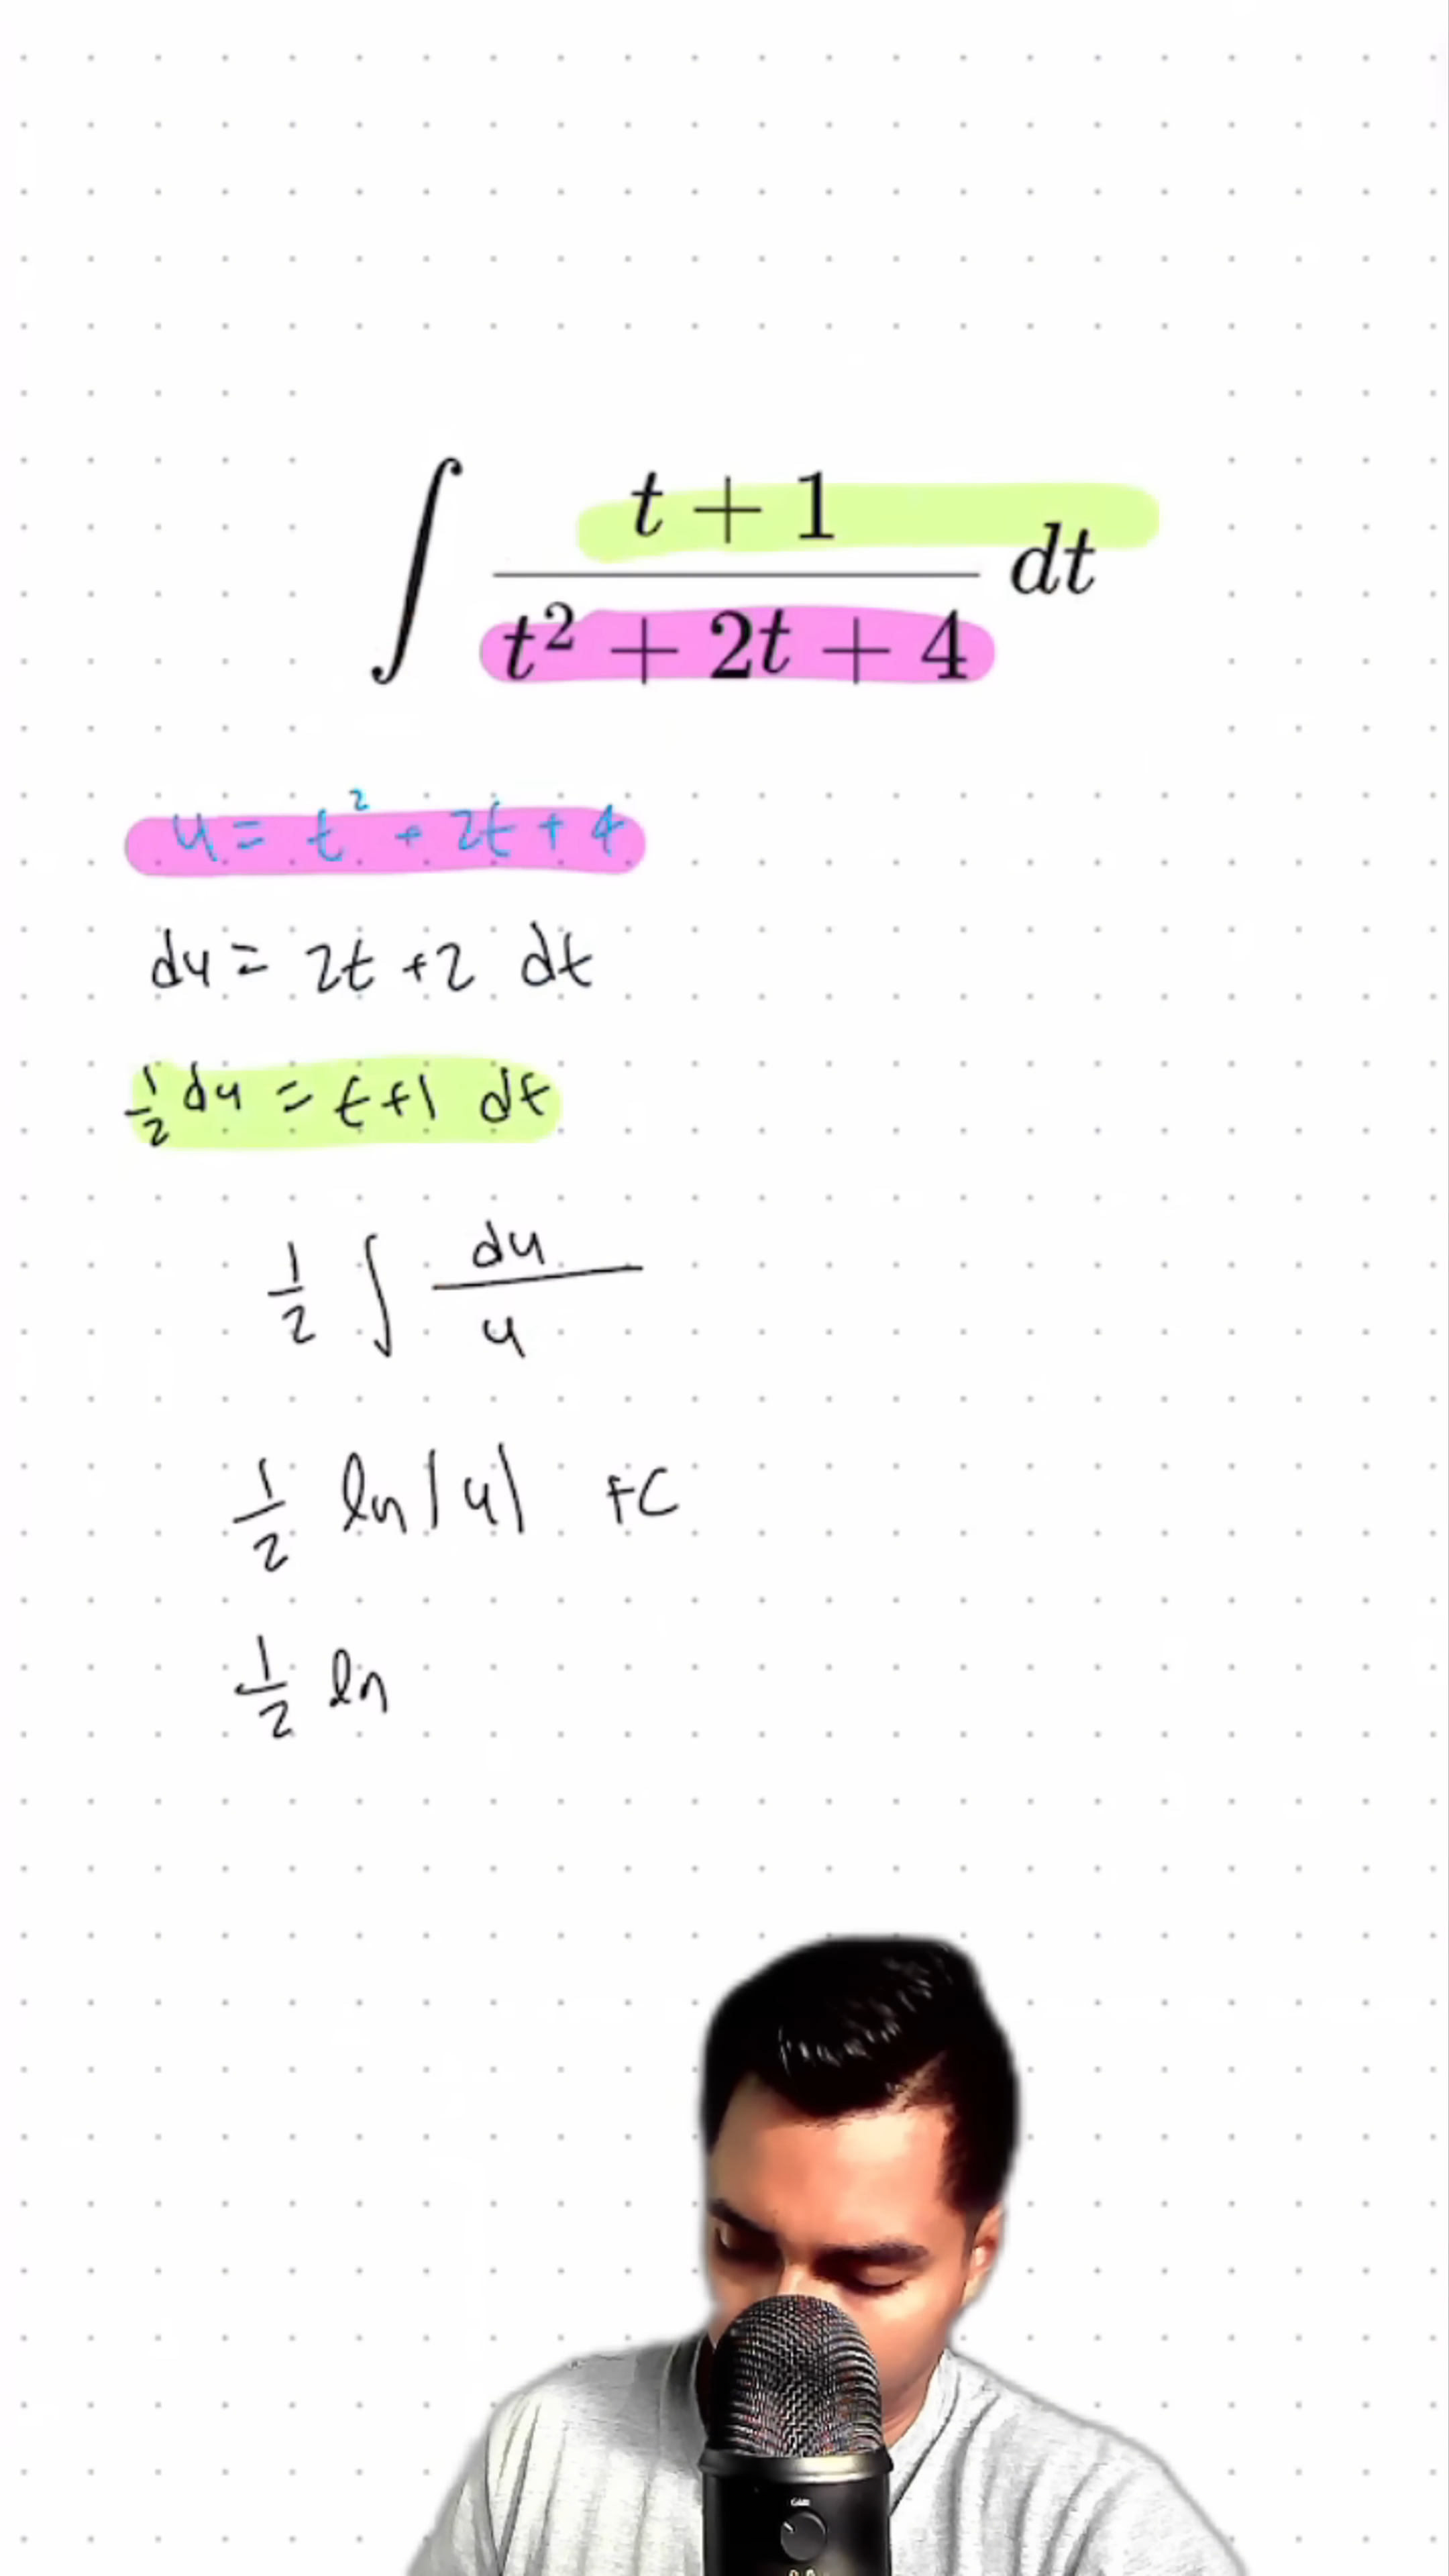 ∫ (t + 1)/(t² + 2t + 4) dt
u = t² + 2t + 4
du = 2t + 2 dt
1/2 du = t + 1 dt
1/2 ∫ du/u
1/2 ln|u| + C
1/2 ln
GAIN